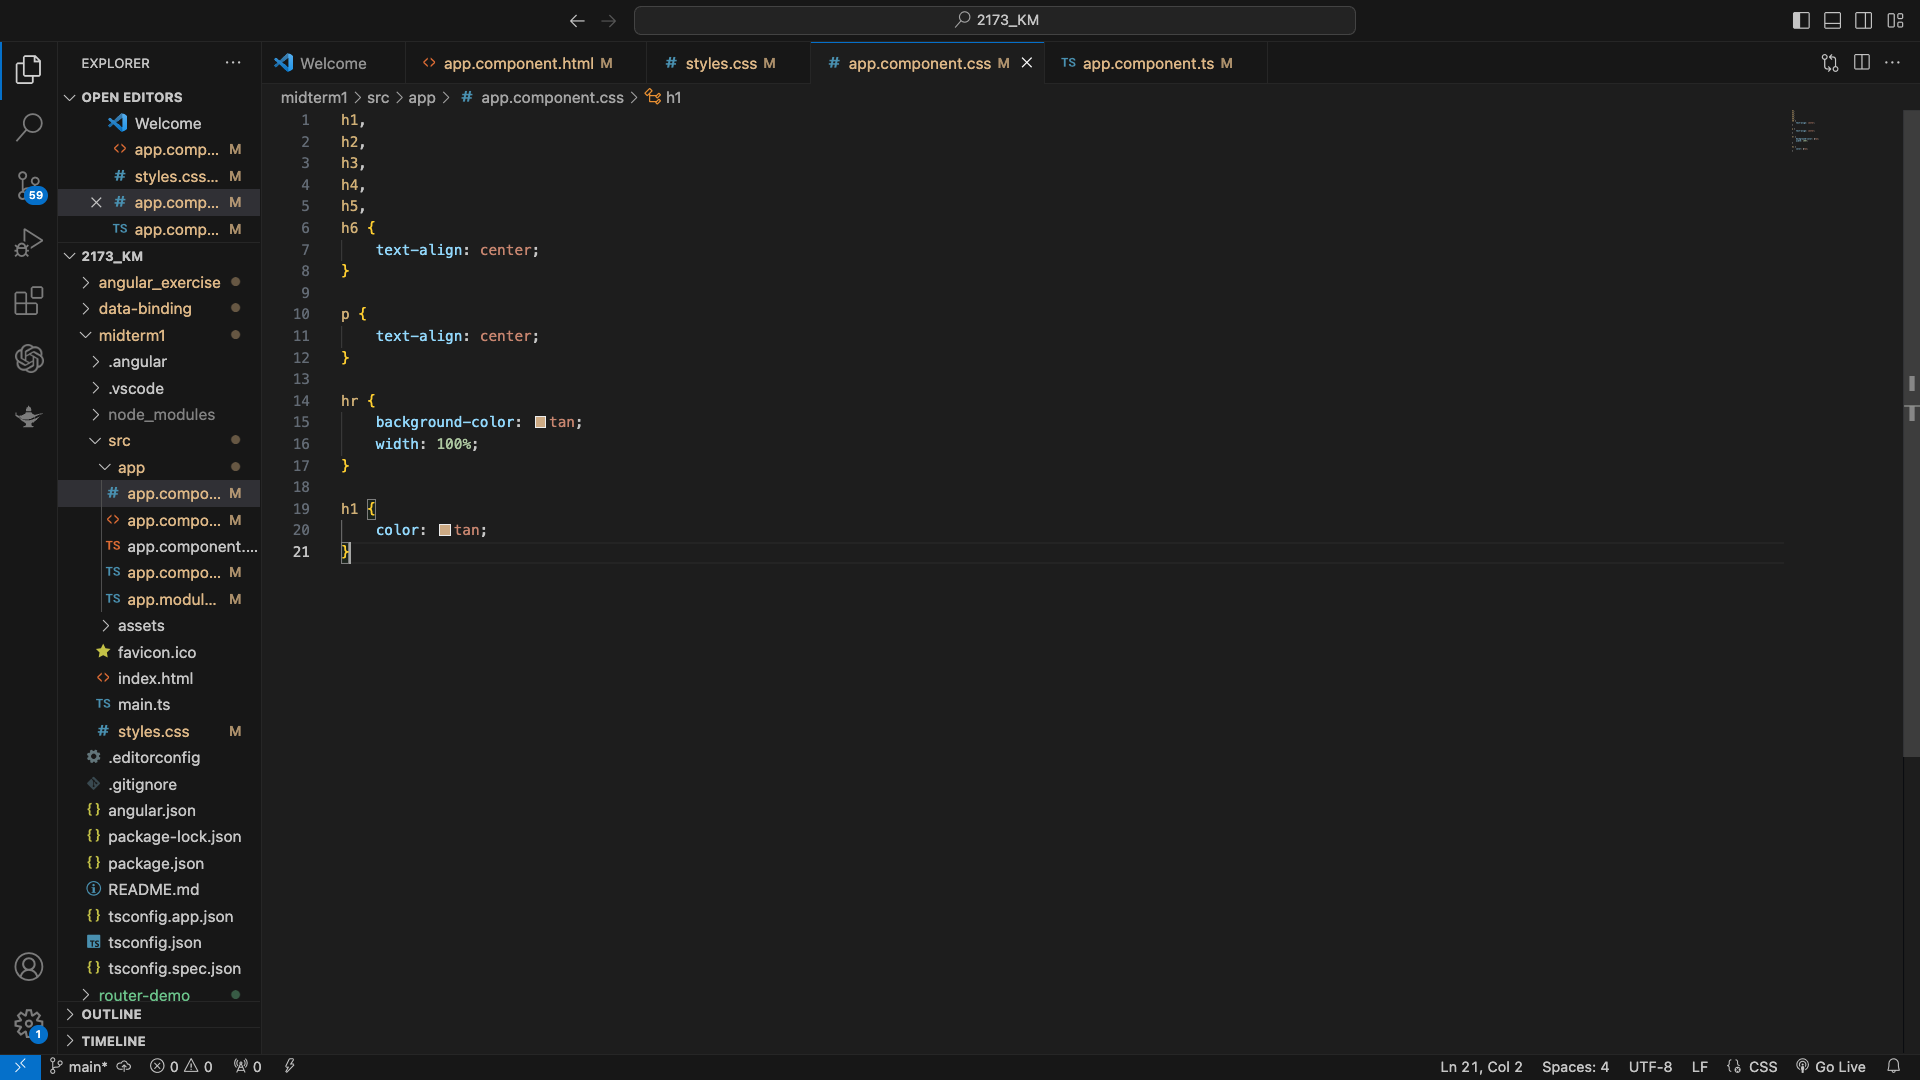 2173_KM
EXPLORER
OPEN EDITORS
Welcome
app.comp... M
styles.css... M
app.comp... M
app.comp... M
2173_KM
angular_exercise
data-binding
midterm1
.angular
.vscode
node_modules
src
app
app.compo... M
app.compo... M
app.component....
app.compo... M
app.modul... M
assets
favicon.ico
index.html
main.ts
styles.css M
.editorconfig
.gitignore
angular.json
package-lock.json
package.json
README.md
tsconfig.app.json
tsconfig.json
tsconfig.spec.json
router-demo
OUTLINE
TIMELINE
59
1
Welcome
app.component.html M
styles.css M
app.component.css M
TS app.component.ts M
midterm1 > src > app > # app.component.css > h1
1 h1,
2 h2,
3 h3,
4 h4,
5 h5,
6 h6 {
7 text-align: center;
8 }
9
10 p {
11 text-align: center;
12 }
13
14 hr {
15 background-color: tan;
16 width: 100%;
17 }
18
19 h1 {
20 color: tan;
21 }
main* 0 0 0
Ln 21, Col 2 Spaces: 4 UTF-8 LF CSS Go Live